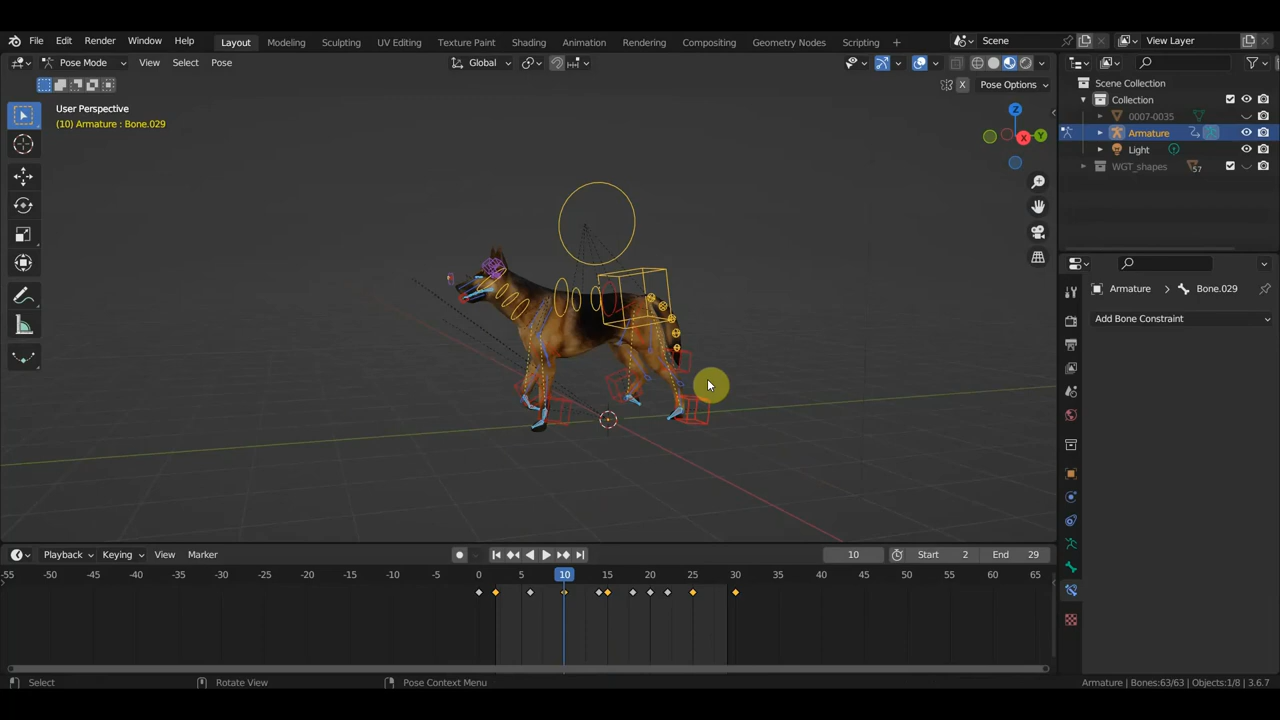 File Edit Render Window Help Layout Modeling Sculpting UV Editing Texture Paint Shading Animation Rendering Compositing Geometry Nodes Scripting + Scene View Layer
Pose Mode View Select Pose Global
X Pose Options
Scene Collection
Collection
0007-0035
Armature
Light
WGT_shapes 57
User Perspective
(10) Armature : Bone.029
Z
X Y
Armature > Bone.029
Add Bone Constraint
Playback Keying View Marker 10 Start 2 End 29
-55 -50 -45 -40 -35 -30 -25 -20 -15 -10 -5 0 5 10 15 20 25 30 35 40 45 50 55 60 65
Select Rotate View Pose Context Menu Armature | Bones:63/63 | Objects:1/8 | 3.6.7